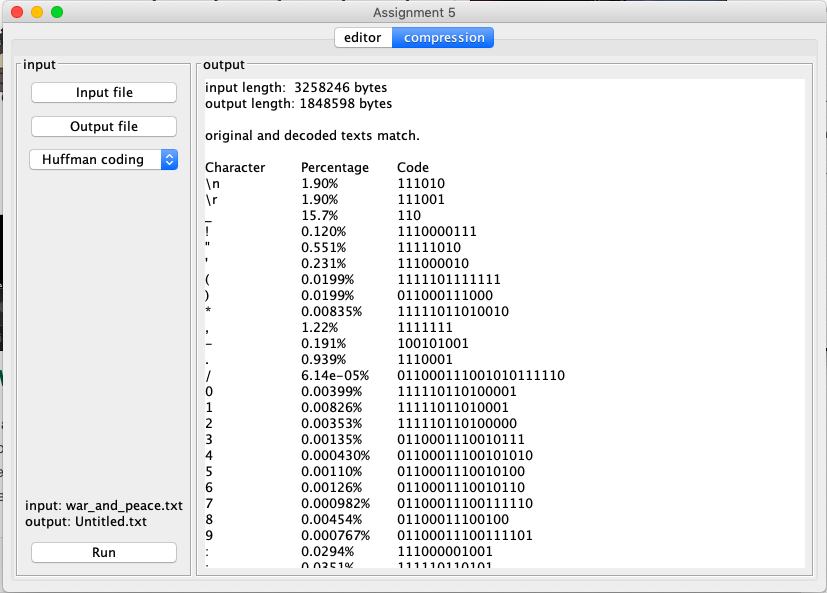 Assignment 5
editor compression
input
Input file
Output file
Huffman coding
input: war_and_peace.txt
output: Untitled.txt
Run
output
input length:  3258246 bytes
output length: 1848598 bytes
original and decoded texts match.
Character Percentage Code
\n 1.90% 111010
\r 1.90% 111001
_ 15.7% 110
! 0.120% 1110000111
" 0.551% 11111010
' 0.231% 111000010
( 0.0199% 1111101111111
) 0.0199% 011000111000
* 0.00835% 11111011010010
, 1.22% 1111111
- 0.191% 100101001
. 0.939% 1110001
/ 6.14e-05% 011000111001010111110
0 0.00399% 111110110100001
1 0.00826% 11111011010001
2 0.00353% 111110110100000
3 0.00135% 0110001110010111
4 0.000430% 01100011100101010
5 0.00110% 0110001110010100
6 0.00126% 0110001110010110
7 0.000982% 01100011100111110
8 0.00454% 01100011100100
9 0.000767% 01100011100111101
: 0.0294% 111000001001
; 0.0351% 111110110101